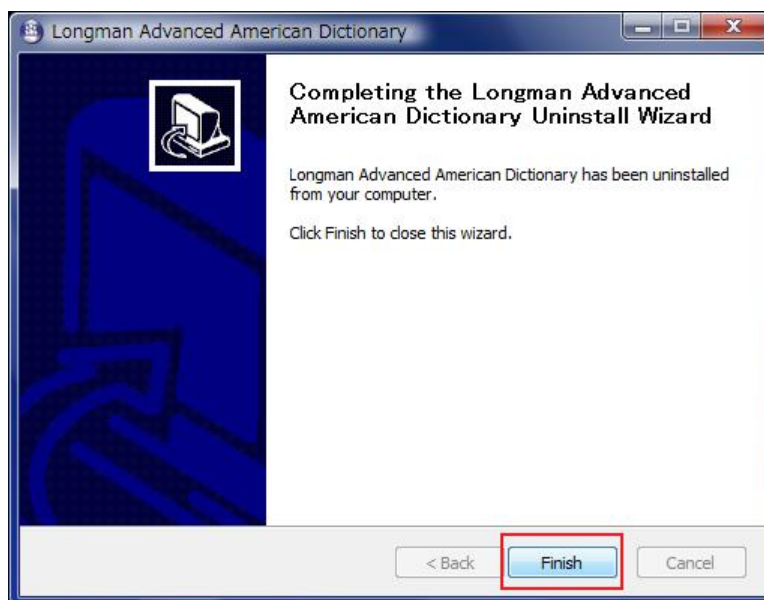 Longman Advanced American Dictionary
Completing the Longman Advanced
American Dictionary Uninstall Wizard
Longman Advanced American Dictionary has been uninstalled
from your computer.
Click Finish to close this wizard.
< Back Finish Cancel